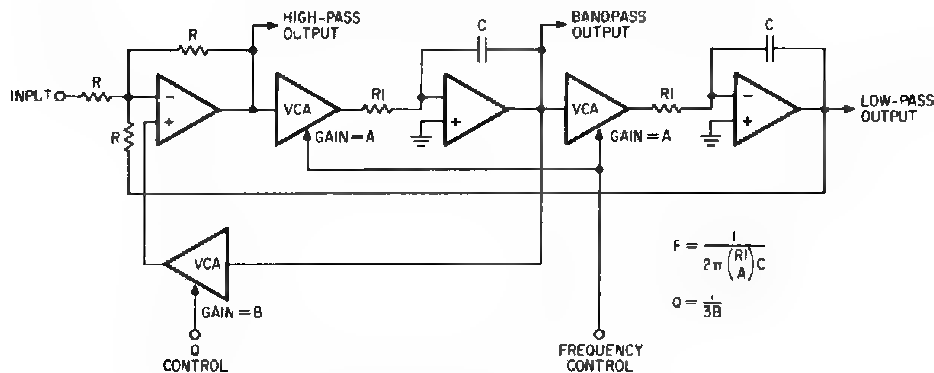 HIGH-PASS
OUTPUT
BANDPASS
OUTPUT
R
C
C
INPUT
R
R
−
+
VCA
GAIN=A
R1
+
VCA
GAIN=A
R1
−
+
LOW-PASS
OUTPUT
VCA
GAIN=B
Q
CONTROL
FREQUENCY
CONTROL
F = 1 / 2π (R1 / A) C
Q = 1 / 3B